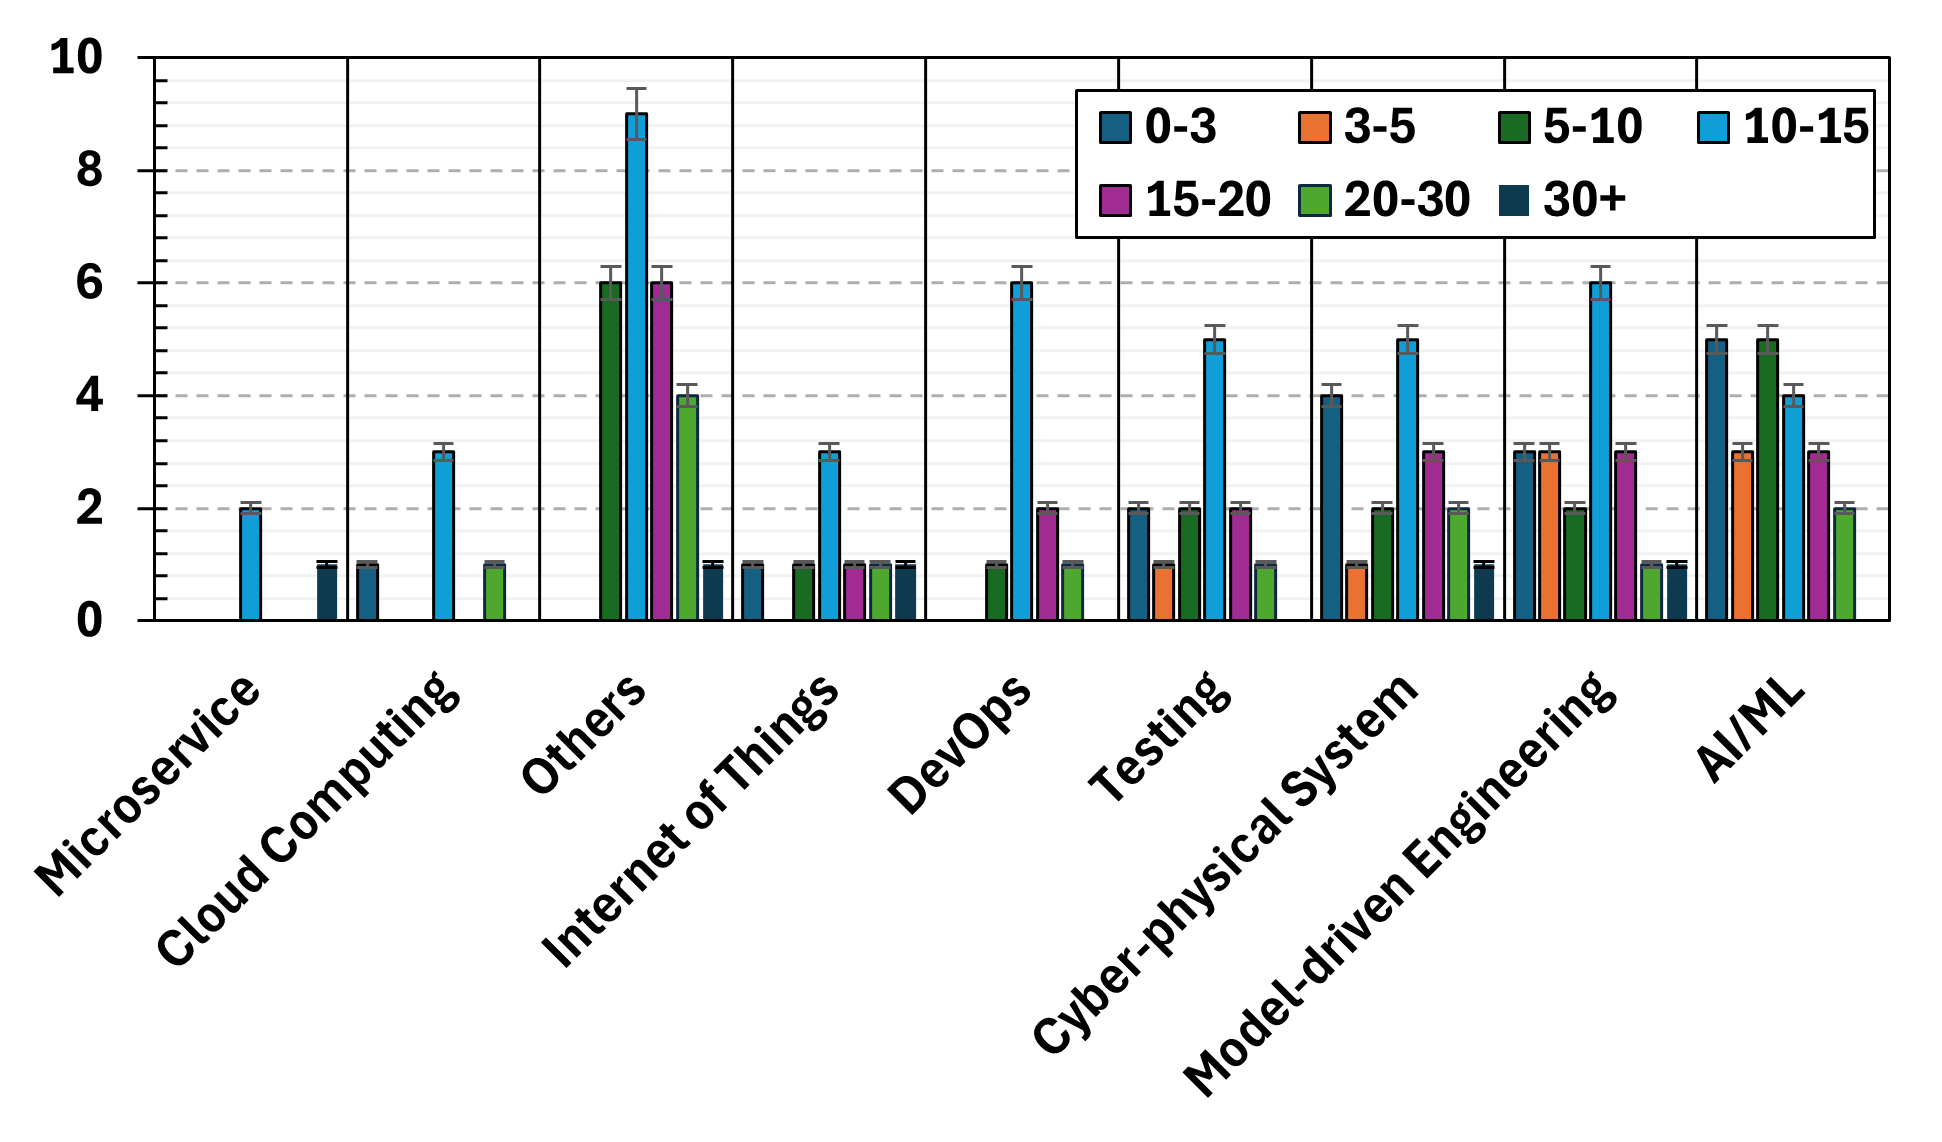 10
8
6
4
2
0
0-3 3-5 5-10 10-15
15-20 20-30 30+
Microservice
Cloud Computing
Others
Internet of Things
DevOps
Testing
Cyber-physical System
Model-driven Engineering
AI/ML